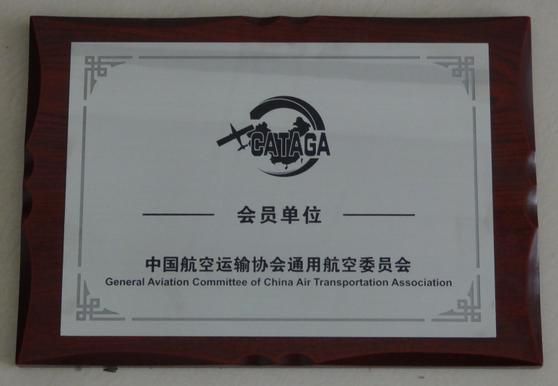 CATAGA
会员单位
中国航空运输协会通用航空委员会
General Aviation Committee of China Air Transportation Association